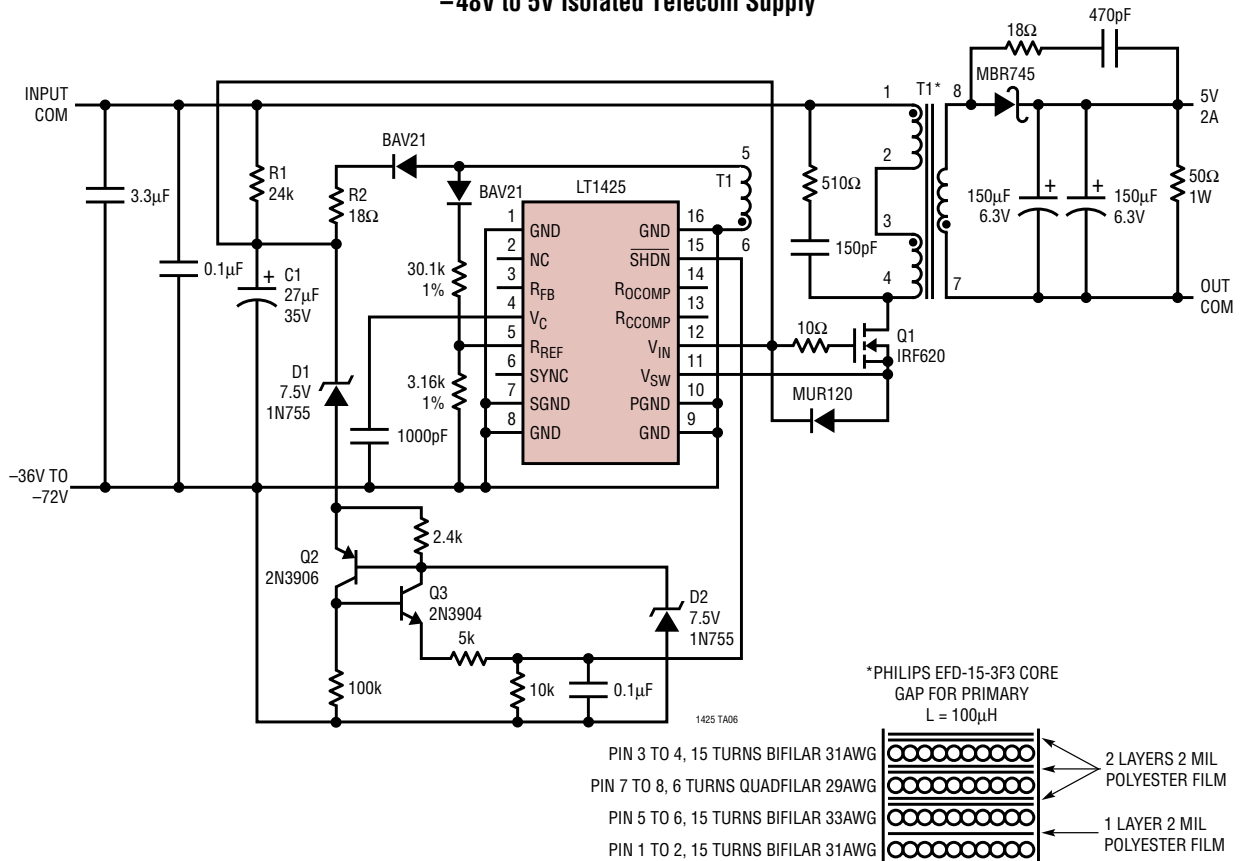 –48V to 5V Isolated Telecom Supply
INPUT
COM
3.3µF
0.1µF
R1
24k
C1
27µF
35V
+
BAV21
R2
18Ω
BAV21
30.1k
1%
3.16k
1%
1000pF
D1
7.5V
1N755
–36V TO
–72V
LT1425
1
GND
2
NC
3
RFB
4
VC
5
RREF
6
SYNC
7
SGND
8
GND
16
GND
15
SHDN
14
ROCOMP
13
RCCOMP
12
VIN
11
VSW
10
PGND
9
GND
5
T1
6
510Ω
150pF
10Ω
Q1
IRF620
MUR120
1
2
3
4
T1*
8
7
18Ω
470pF
MBR745
150µF
6.3V
+
150µF
6.3V
+
5V
2A
50Ω
1W
OUT
COM
Q2
2N3906
2.4k
Q3
2N3904
5k
100k
10k
0.1µF
D2
7.5V
1N755
1425 TA06
*PHILIPS EFD-15-3F3 CORE
GAP FOR PRIMARY
L = 100µH
PIN 3 TO 4, 15 TURNS BIFILAR 31AWG
PIN 7 TO 8, 6 TURNS QUADFILAR 29AWG
PIN 5 TO 6, 15 TURNS BIFILAR 33AWG
PIN 1 TO 2, 15 TURNS BIFILAR 31AWG
2 LAYERS 2 MIL
POLYESTER FILM
1 LAYER 2 MIL
POLYESTER FILM